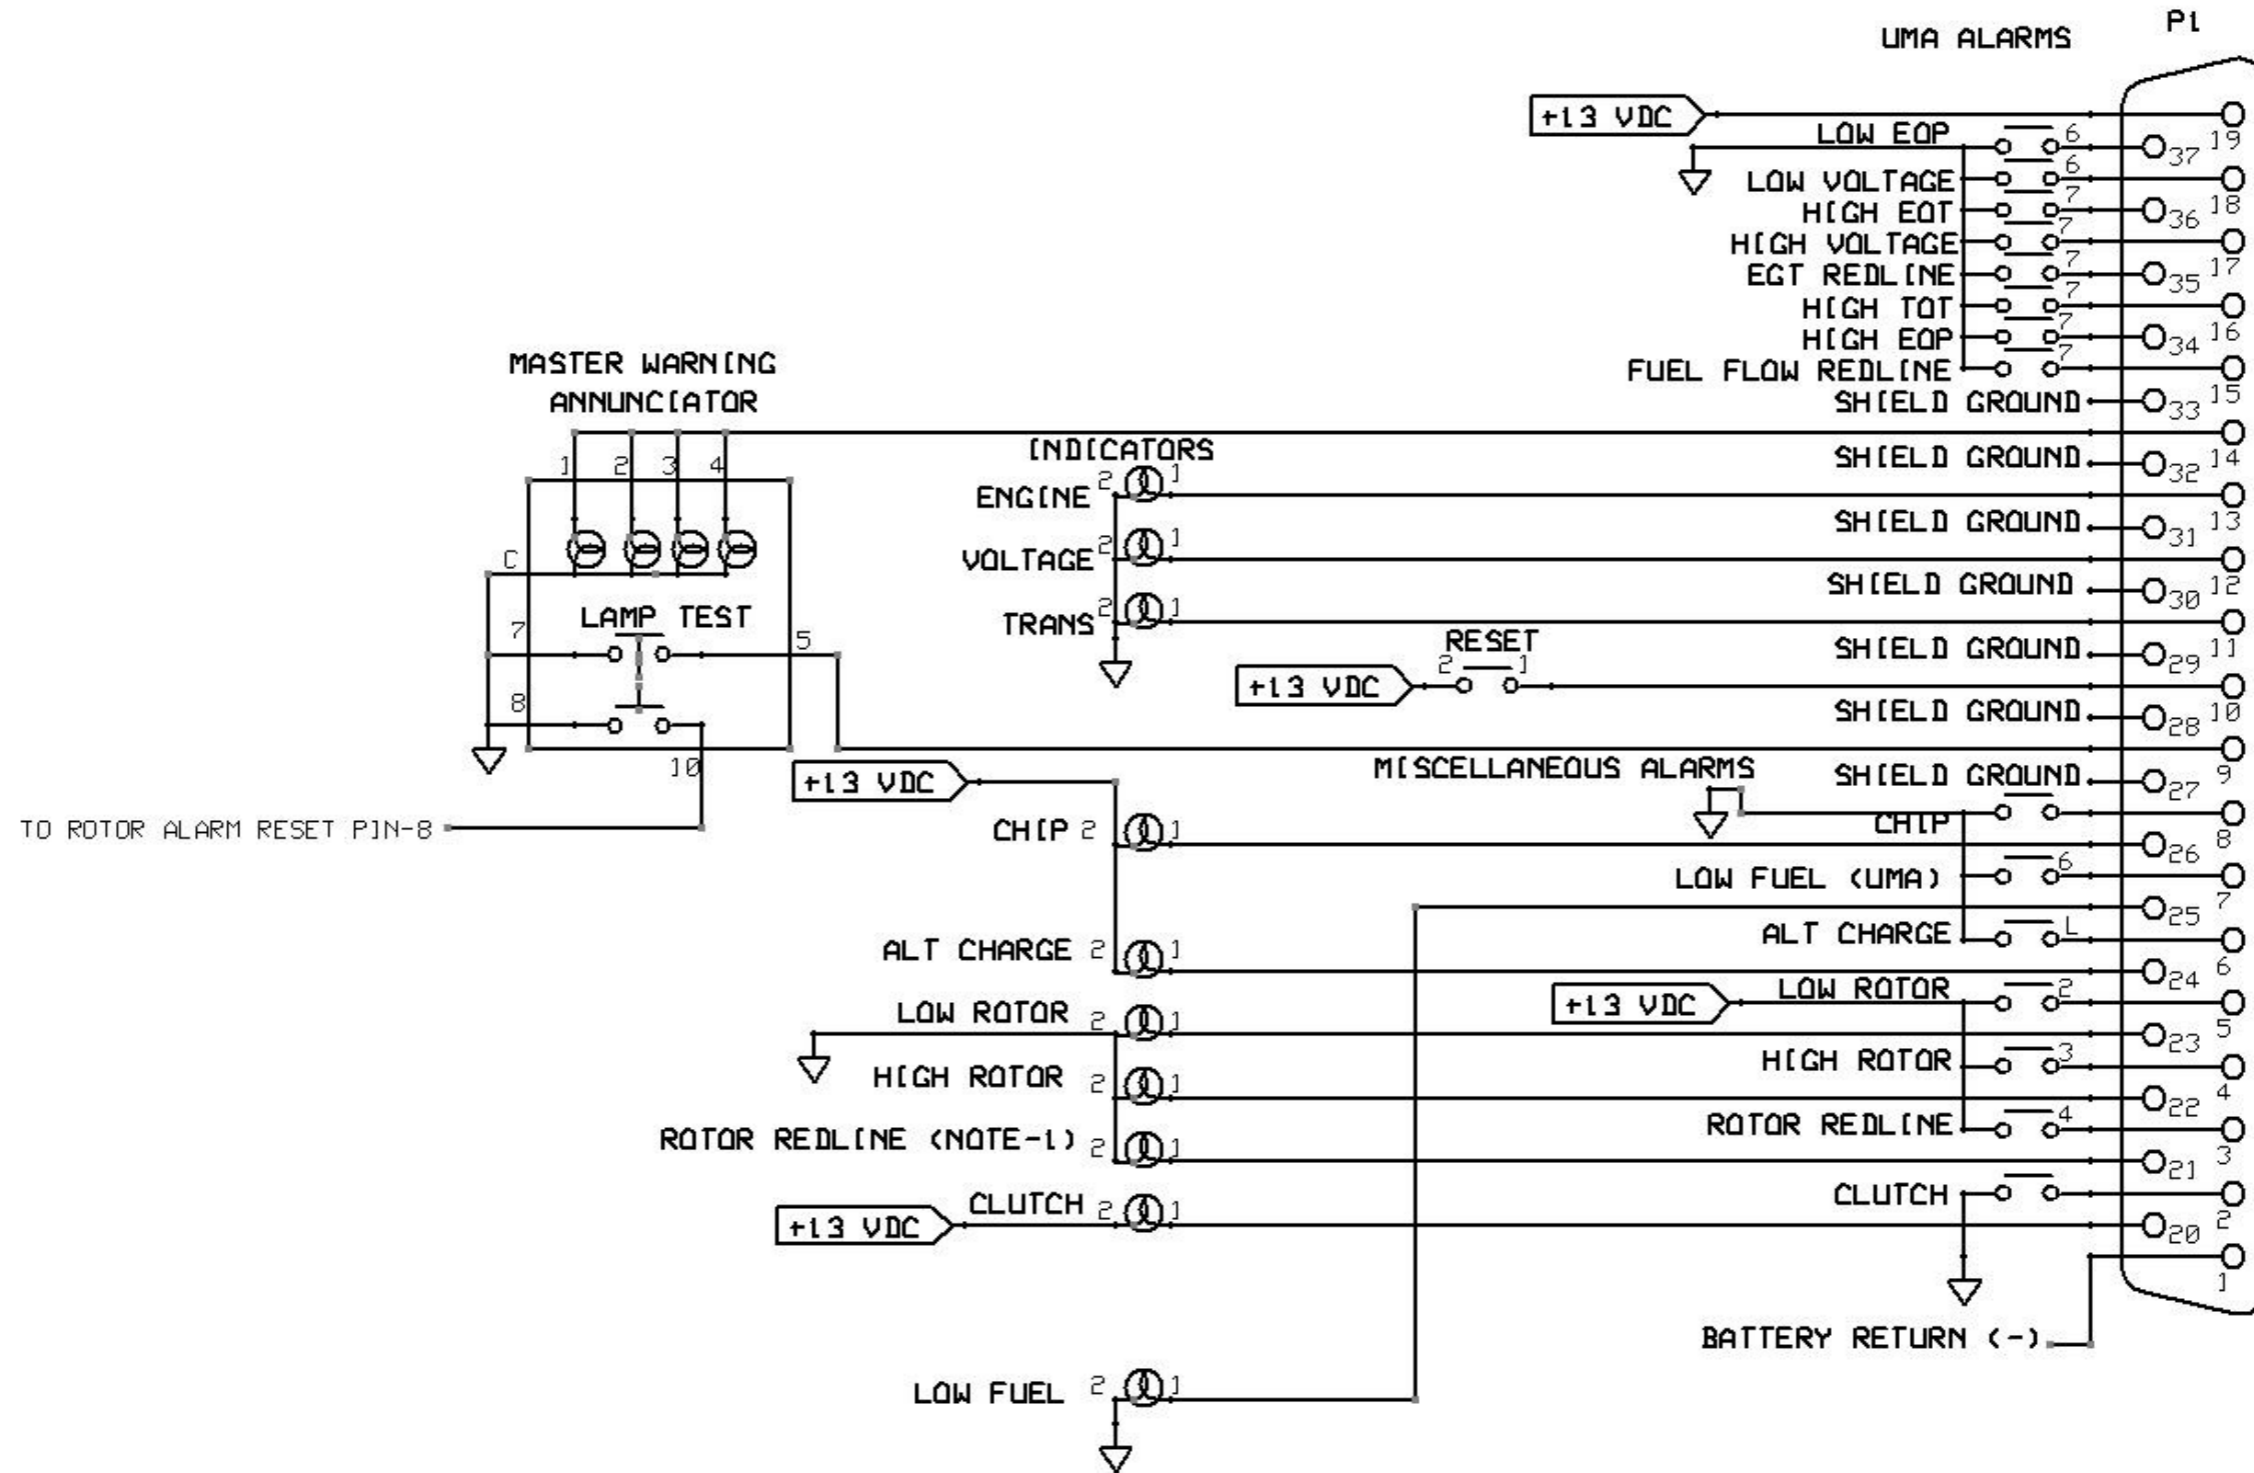 P1
UMA ALARMS
+13 VDC
LOW EOP 6
37 19
LOW VOLTAGE 6
18
HIGH EOT 7
36
HIGH VOLTAGE 7
17
EGT REDLINE 7
35
HIGH TOT 7
16
HIGH EOP 7
34
FUEL FLOW REDLINE 7
15
SHIELD GROUND 33
14
SHIELD GROUND 32
13
SHIELD GROUND 31
12
SHIELD GROUND 30
11
SHIELD GROUND 29
10
SHIELD GROUND 28
9
SHIELD GROUND 27
MASTER WARNING
ANNUNCIATOR
1 2 3 4
C
LAMP TEST
7 5
8
10
TO ROTOR ALARM RESET PIN-8
INDICATORS
ENGINE 2 1
VOLTAGE 2 1
TRANS 2 1
RESET
+13 VDC 2 1
MISCELLANEOUS ALARMS
+13 VDC
CHIP
8
CHIP 2 1
26
LOW FUEL (UMA) 6
7
25
ALT CHARGE L
6
ALT CHARGE 2 1
24
+13 VDC LOW ROTOR 2
5
LOW ROTOR 2 1
23
HIGH ROTOR 3
4
HIGH ROTOR 2 1
22
ROTOR REDLINE 4
3
ROTOR REDLINE (NOTE-1) 2 1
21
CLUTCH
2
+13 VDC CLUTCH 2 1
20
1
BATTERY RETURN (-)
LOW FUEL 2 1